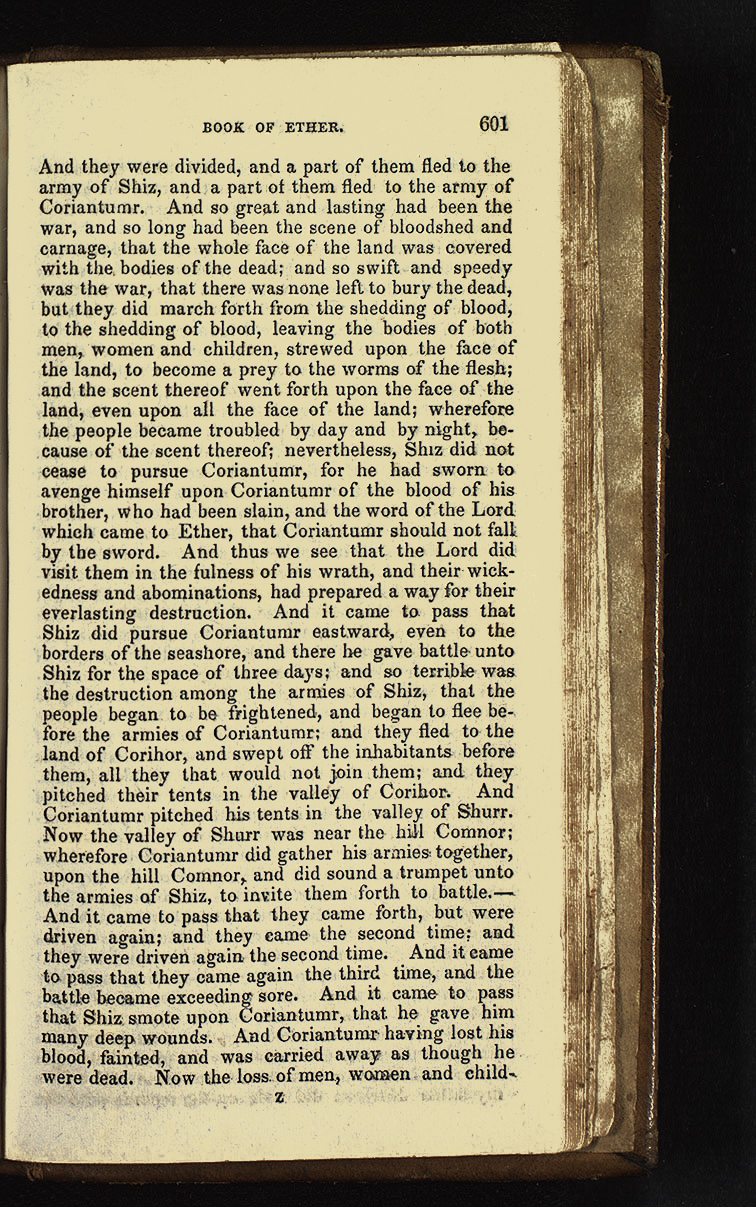 BOOK OF ETHER. 601
And they were divided, and a part of them fled to the
army of Shiz, and a part of them fled to the army of
Coriantumr. And so great and lasting had been the
war, and so long had been the scene of bloodshed and
carnage, that the whole face of the land was covered
with the bodies of the dead; and so swift and speedy
was the war, that there was none left to bury the dead,
but they did march forth from the shedding of blood,
to the shedding of blood, leaving the bodies of both
men, women and children, strewed upon the face of
the land, to become a prey to the worms of the flesh;
and the scent thereof went forth upon the face of the
land, even upon all the face of the land; wherefore
the people became troubled by day and by night, be-
cause of the scent thereof; nevertheless, Shiz did not
cease to pursue Coriantumr, for he had sworn to
avenge himself upon Coriantumr of the blood of his
brother, who had been slain, and the word of the Lord
which came to Ether, that Coriantumr should not fall
by the sword. And thus we see that the Lord did
visit them in the fulness of his wrath, and their wick-
edness and abominations, had prepared a way for their
everlasting destruction. And it came to pass that
Shiz did pursue Coriantumr eastward, even to the
borders of the seashore, and there he gave battle unto
Shiz for the space of three days; and so terrible was
the destruction among the armies of Shiz, that the
people began to be frightened, and began to flee be-
fore the armies of Coriantumr; and they fled to the
land of Corihor, and swept off the inhabitants before
them, all they that would not join them; and they
pitched their tents in the valley of Corihor. And
Coriantumr pitched his tents in the valley of Shurr.
Now the valley of Shurr was near the hill Comnor;
wherefore Coriantumr did gather his armies together,
upon the hill Comnor, and did sound a trumpet unto
the armies of Shiz, to invite them forth to battle.—
And it came to pass that they came forth, but were
driven again; and they came the second time; and
they were driven again the second time. And it came
to pass that they came again the third time, and the
battle became exceeding sore. And it came to pass
that Shiz smote upon Coriantumr, that he gave him
many deep wounds. And Coriantumr having lost his
blood, fainted, and was carried away as though he
were dead. Now the loss of men, women and child-
Z